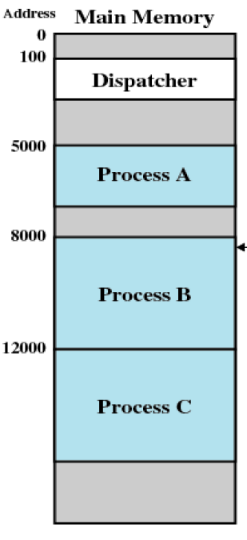 Address Main Memory
0
100
Dispatcher
5000
Process A
8000
Process B
12000
Process C